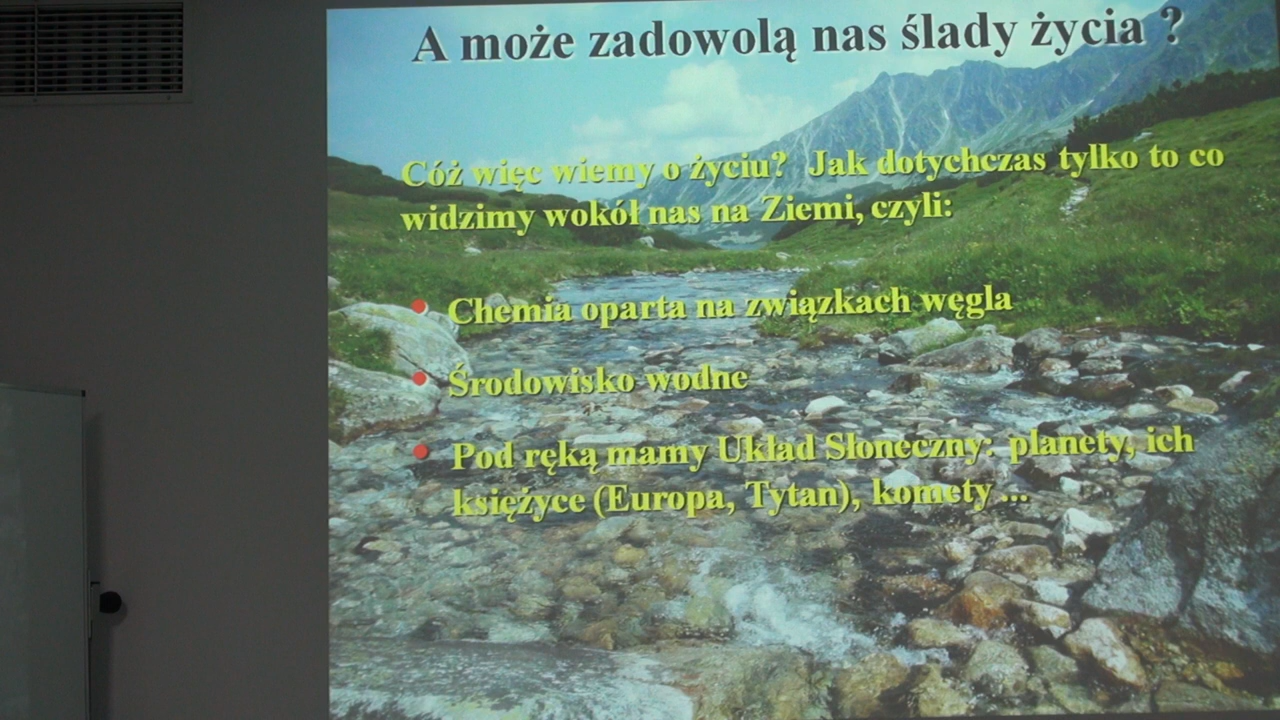 A może zadowolą nas ślady życia ?
Cóż więc wiemy o życiu? Jak dotychczas tylko to co
widzimy wokół nas na Ziemi, czyli:
• Chemia oparta na związkach węgla
• Środowisko wodne
• Pod ręką mamy Układ Słoneczny: planety, ich
księżyce (Europa, Tytan), komety ...